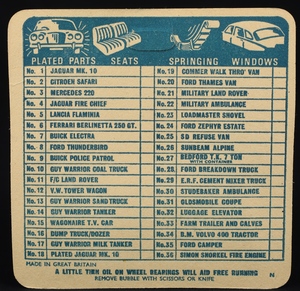 PLATED PARTS SEATS SPRINGING WINDOWS
No. 1 JAGUAR MK. 10
No. 2 CITROEN SAFARI
No. 3 MERCEDES 220
No. 4 JAGUAR FIRE CHIEF
No. 5 LANCIA FLAMINIA
No. 6 FERRARI BERLINETTA 250 GT.
No. 7 BUICK ELECTRA
No. 8 FORD THUNDERBIRD
No. 9 BUICK POLICE PATROL
No. 10 GUY WARRIOR COAL TRUCK
No. 11 F/C LAND ROVER
No. 12 V.W. TOWER WAGON
No. 13 GUY WARRIOR SAND TRUCK
No. 14 GUY WARRIOR TANKER
No. 15 WAGONAIRE T.V. CAR
No. 16 DUMP TRUCK/DOZER
No. 17 GUY WARRIOR MILK TANKER
No. 18 PLATED JAGUAR MK. 10
No. 19 COMMER WALK THRO' VAN
No. 20 FORD THAMES VAN
No. 21 MILITARY LAND ROVER
No. 22 MILITARY AMBULANCE
No. 23 LOADMASTER SHOVEL
No. 24 FORD ZEPHYR ESTATE
No. 25 SD REFUSE VAN
No. 26 SUNBEAM ALPINE
No. 27 BEDFORD T.K. 7 TON
WITH CONTAINER
No. 28 FORD BREAKDOWN TRUCK
No. 29 E.R.F. CEMENT MIXER TRUCK
No. 30 STUDEBAKER AMBULANCE
No. 31 OLDSMOBILE COUPE
No. 32 LUGGAGE ELEVATOR
No. 33 FARM TRAILER AND CALVES
No. 34 B.M. VOLVO 400 TRACTOR
No. 35 FORD CAMPER
No. 36 SIMON SNORKEL FIRE ENGINE
MADE IN GREAT BRITAIN
A LITTLE THIN OIL ON WHEEL BEARINGS WILL AID FREE RUNNING
REMOVE BUBBLE WITH SCISSORS OR KNIFE
N